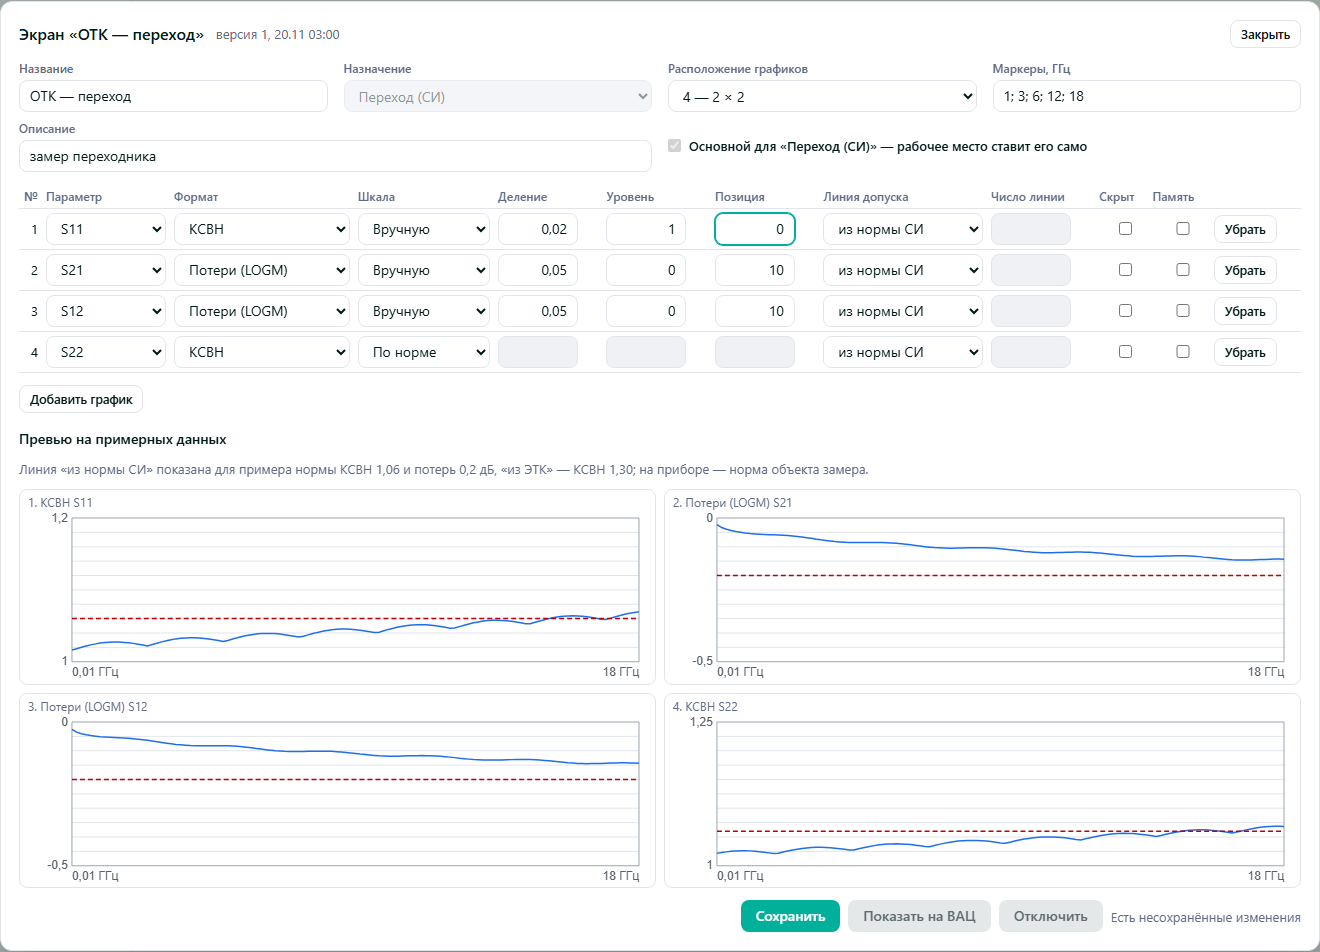 Экран «ОТК — переход» версия 1, 20.11 03:00 Закрыть
Название Назначение Расположение графиков Маркеры, ГГц
ОТК — переход Переход (СИ) 4 — 2 × 2 1; 3; 6; 12; 18
Описание
замер переходника Основной для «Переход (СИ)» — рабочее место ставит его само
№ Параметр Формат Шкала Деление Уровень Позиция Линия допуска Число линии Скрыт Память
1 S11 КСВН Вручную 0,02 1 0 из нормы СИ Убрать
2 S21 Потери (LOGM) Вручную 0,05 0 10 из нормы СИ Убрать
3 S12 Потери (LOGM) Вручную 0,05 0 10 из нормы СИ Убрать
4 S22 КСВН По норме из нормы СИ Убрать
Добавить график
Превью на примерных данных
Линия «из нормы СИ» показана для примера нормы КСВН 1,06 и потерь 0,2 дБ, «из ЭТК» — КСВН 1,30; на приборе — норма объекта замера.
1. КСВН S11
1,2
1
0,01 ГГц 18 ГГц
2. Потери (LOGM) S21
0
-0,5
0,01 ГГц 18 ГГц
3. Потери (LOGM) S12
0
-0,5
0,01 ГГц 18 ГГц
4. КСВН S22
1,25
1
0,01 ГГц 18 ГГц
Сохранить Показать на ВАЦ Отключить Есть несохранённые изменения